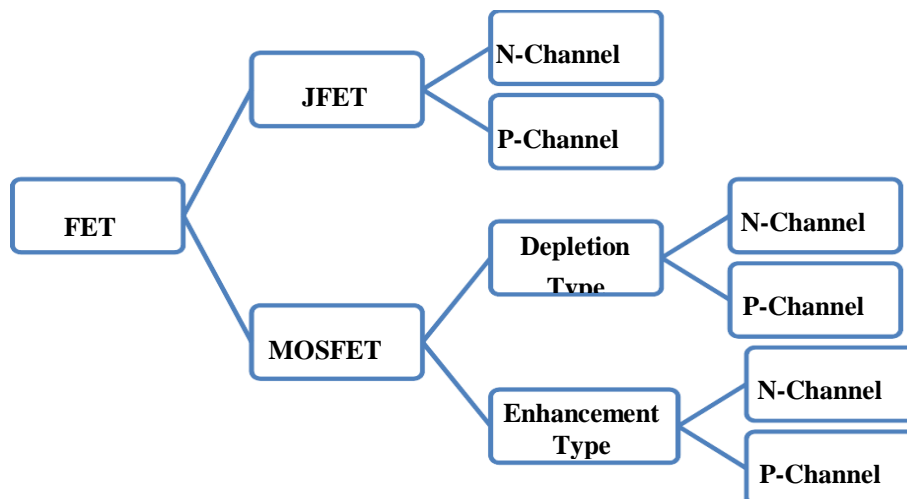 N-Channel
JFET
P-Channel
FET
N-Channel
Depletion
Type
P-Channel
MOSFET
N-Channel
Enhancement
Type
P-Channel